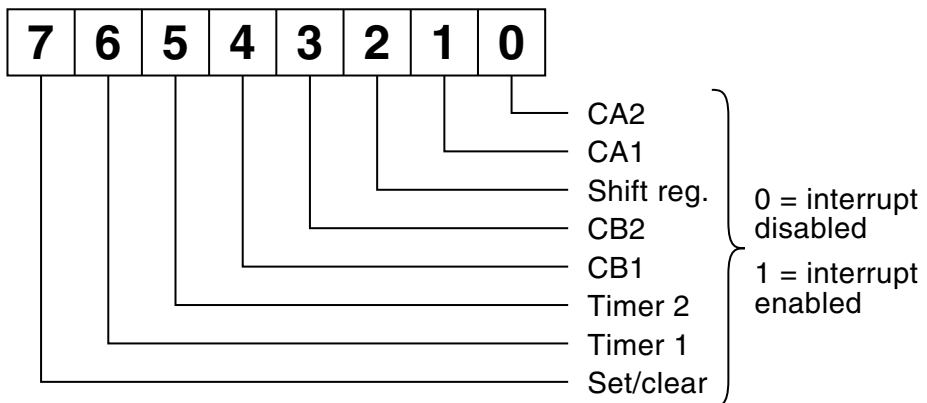 7 6 5 4 3 2 1 0
CA2
CA1
Shift reg.
CB2
CB1
Timer 2
Timer 1
Set/clear
0 = interrupt
disabled
1 = interrupt
enabled